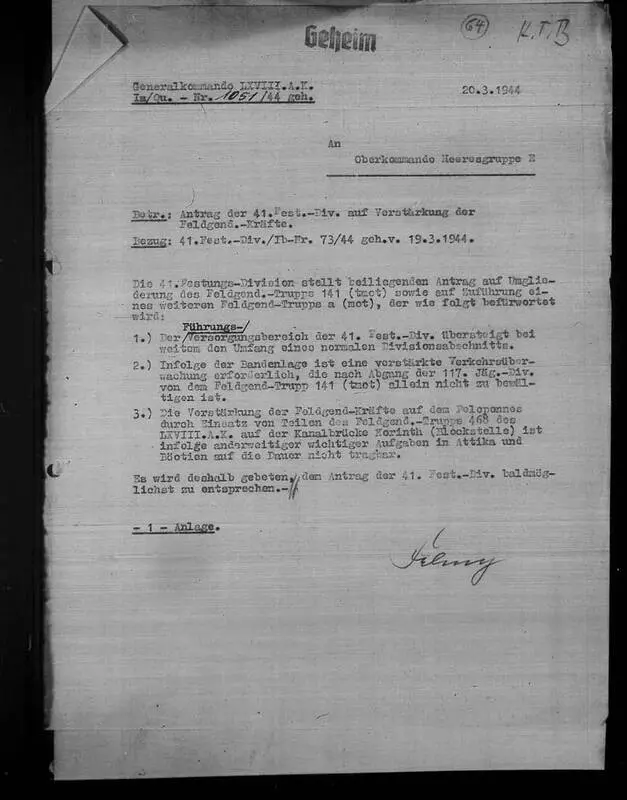 Geheim
64
K.T.B
Generalkommando LXVIII.A.K.
Ia/Qu. - Nr. 1051/44 geh.
20.3.1944
An
Oberkommando Heeresgruppe E
Betr.: Antrag der 41.Fest.-Div. auf Verstärkung der
Feldgend.-Kräfte.
Bezug: 41.Fest.-Div./Ib-Nr. 73/44 geh.v. 19.3.1944.
Die 41.Festungs-Division stellt beiliegenden Antrag auf Umglie-
derung des Feldgend.-Trupps 141 (tmot) sowie auf Zuführung ei-
nes weiteren Feldgend-Trupps a (mot), der wie folgt befürwortet
wird:
Führungs-/
1.) Der/Versorgungsbereich der 41. Fest.-Div. übersteigt bei
weitem den Umfang eines normalen Divisionsabschnitts.
2.) Infolge der Bandenlage ist eine verstärkte Verkehrsüber-
wachung erforderlich, die nach Abgang der 117. Jäg.-Div.
von dem Feldgend-Trupp 141 (tmot) allein nicht zu bewäl-
tigen ist.
3.) Die Verstärkung der Feldgend-Kräfte auf dem Peloponnes
durch Einsatz von Teilen des Feldgend.-Trupps 468 des
LXVIII.A.K. auf der Kanalbrücke Korinth (Blockstelle) ist
infolge anderweitiger wichtiger Aufgaben in Attika und
Böotien auf die Dauer nicht tragbar.
Es wird deshalb gebeten, dem Antrag der 41. Fest.-Div. baldmög-
lichst zu entsprechen.-
- 1 - Anlage.
Felmy